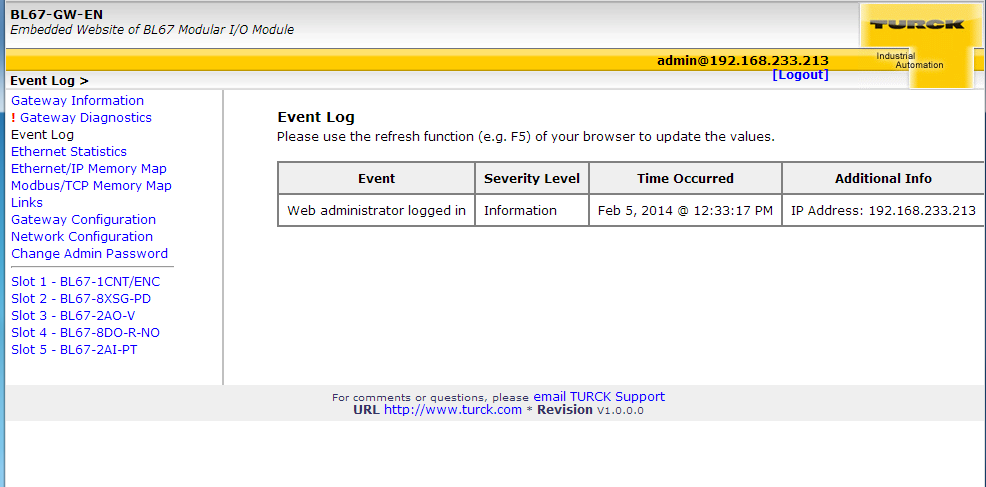 BL67-GW-EN
Embedded Website of BL67 Modular I/O Module
TURCK
Industrial
Automation
admin@192.168.233.213
[Logout]
Event Log >
Gateway Information
! Gateway Diagnostics
Event Log
Ethernet Statistics
Ethernet/IP Memory Map
Modbus/TCP Memory Map
Links
Gateway Configuration
Network Configuration
Change Admin Password
Slot 1 - BL67-1CNT/ENC
Slot 2 - BL67-8XSG-PD
Slot 3 - BL67-2AO-V
Slot 4 - BL67-8DO-R-NO
Slot 5 - BL67-2AI-PT
Event Log
Please use the refresh function (e.g. F5) of your browser to update the values.
Event Severity Level Time Occurred Additional Info
Web administrator logged in Information Feb 5, 2014 @ 12:33:17 PM IP Address: 192.168.233.213
For comments or questions, please email TURCK Support
URL http://www.turck.com * Revision V1.0.0.0